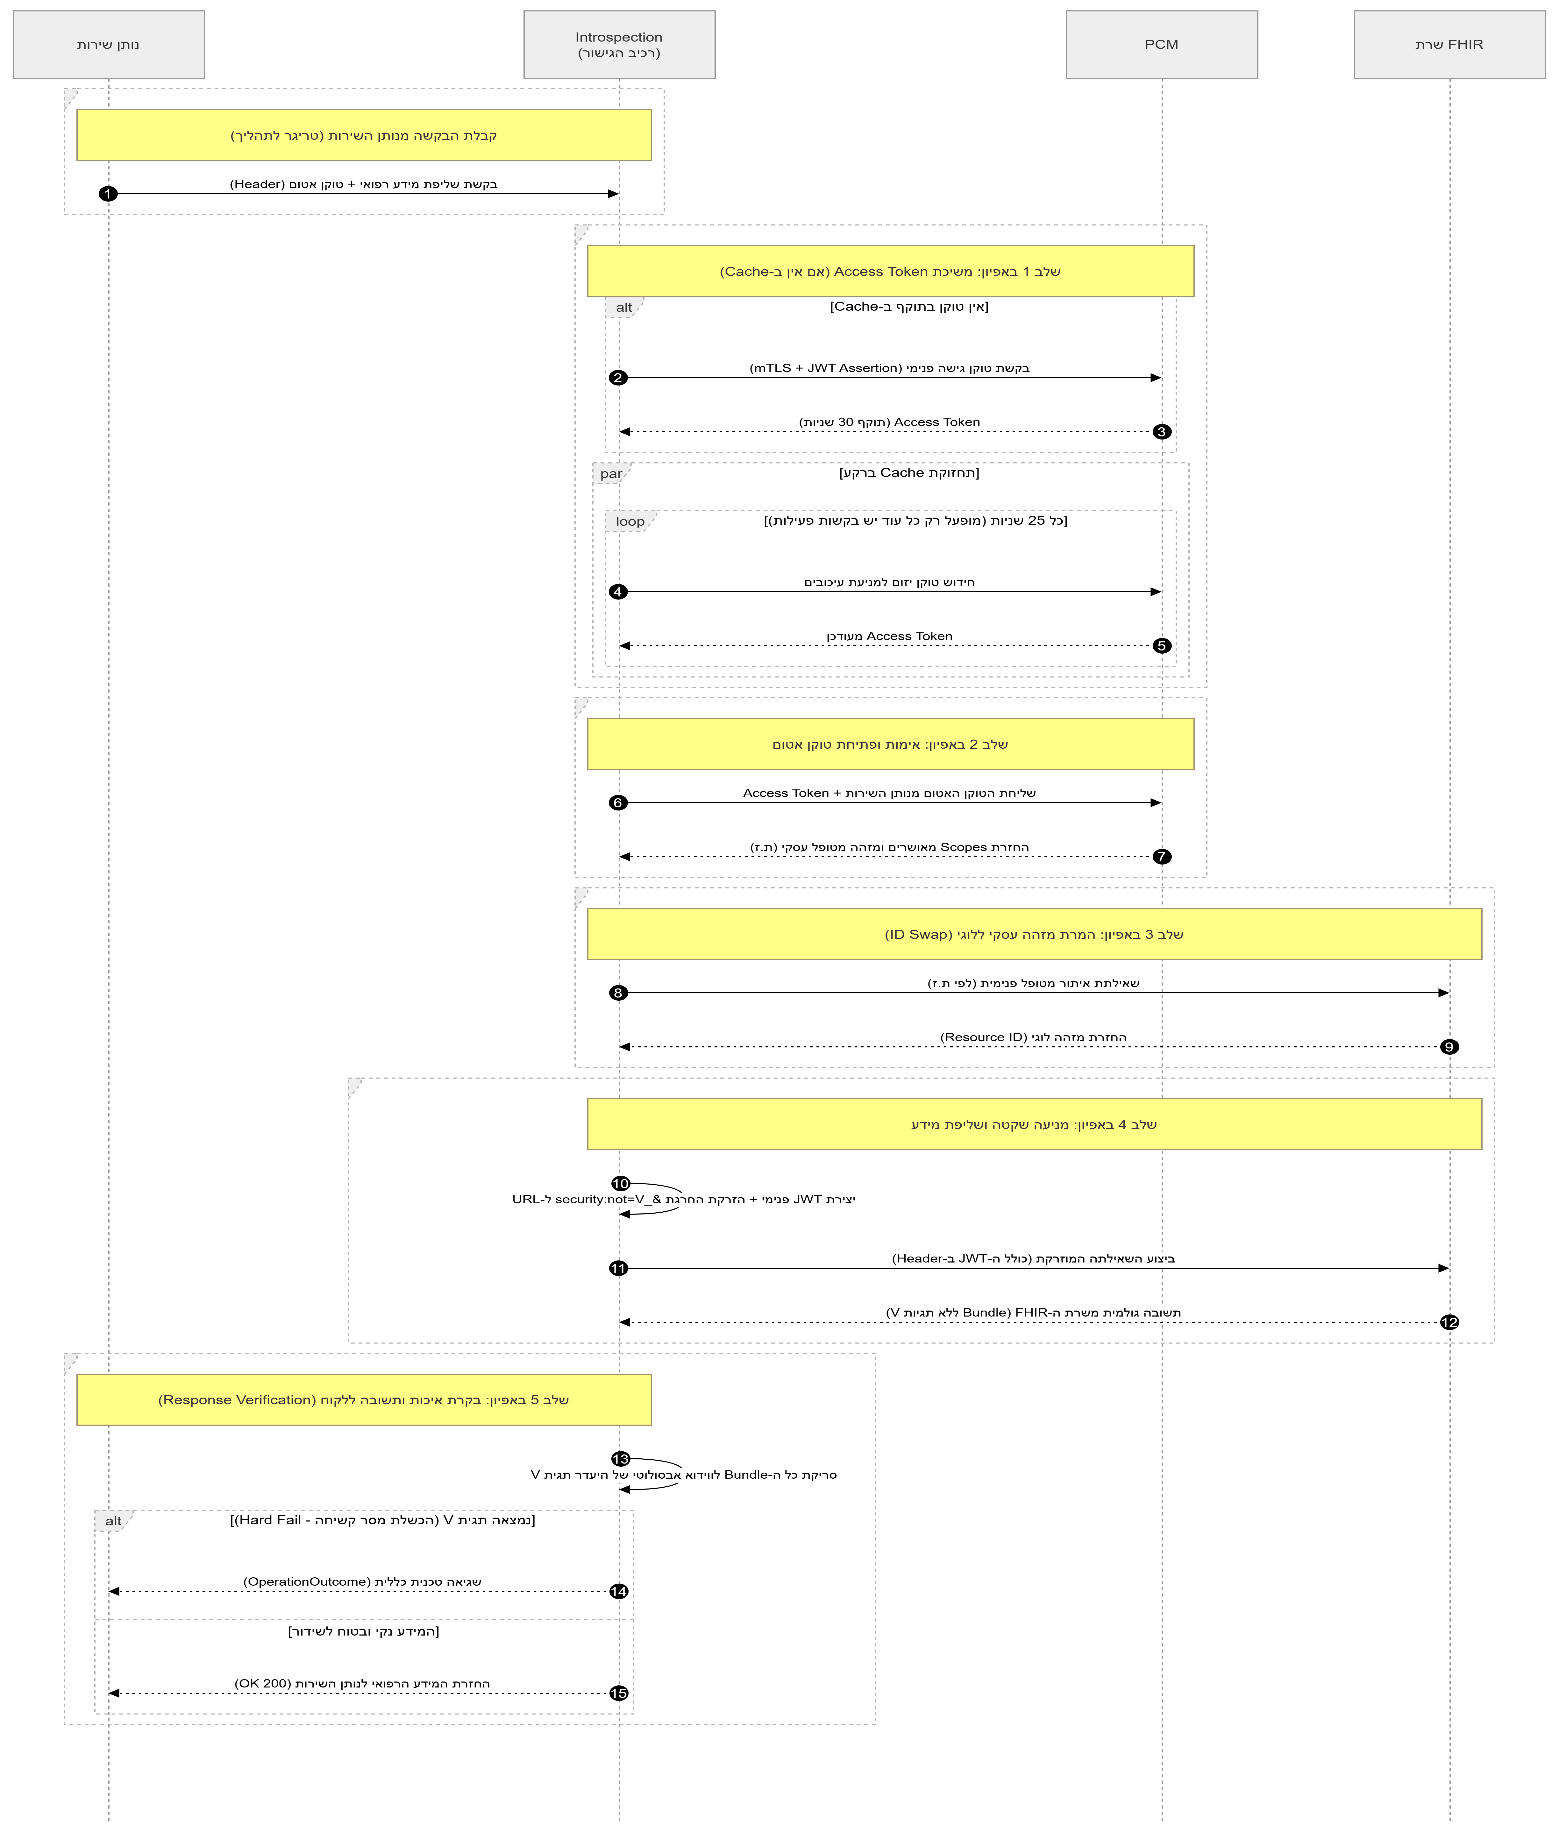 נותן שירות
Introspection
(רכיב הגישור)
PCM
שרת FHIR
קבלת הבקשה מנותן השירות (טריגר לתהליך)
בקשת שליפת מידע רפואי + טוקן אטום (Header)
1
שלב 1 באפיון: משיכת Access Token (אם אין ב-Cache)
alt
[אין טוקן בתוקף ב-Cache]
בקשת טוקן גישה פנימי (mTLS + JWT Assertion)
2
Access Token (תוקף 30 שניות)
3
par
[תחזוקת Cache ברקע]
loop
[כל 25 שניות (מופעל רק כל עוד יש בקשות פעילות)]
חידוש טוקן יזום למניעת עיכובים
4
Access Token מעודכן
5
שלב 2 באפיון: אימות ופתיחת טוקן אטום
שליחת הטוקן האטום מנותן השירות + Access Token
6
החזרת Scopes מאושרים ומזהה מטופל עסקי (ת.ז)
7
שלב 3 באפיון: המרת מזהה עסקי ללוגי (ID Swap)
שאילתת איתור מטופל פנימית (לפי ת.ז)
8
החזרת מזהה לוגי (Resource ID)
9
שלב 4 באפיון: מניעה שקטה ושליפת מידע
10
יצירת JWT פנימי + הזרקת החרגת &_security:not=V ל-URL
ביצוע השאילתה המוזרקת (כולל ה-JWT ב-Header)
11
תשובה גולמית משרת ה-FHIR (Bundle ללא תגיות V)
12
שלב 5 באפיון: בקרת איכות ותשובה ללקוח (Response Verification)
13
סריקת כל ה-Bundle לווידוא אבסולוטי של היעדר תגית V
alt
[נמצאה תגית V (הכשלת מסר קשיחה - Hard Fail)]
שגיאה טכנית כללית (OperationOutcome)
14
[המידע נקי ובטוח לשידור]
החזרת המידע הרפואי לנותן השירות (200 OK)
15